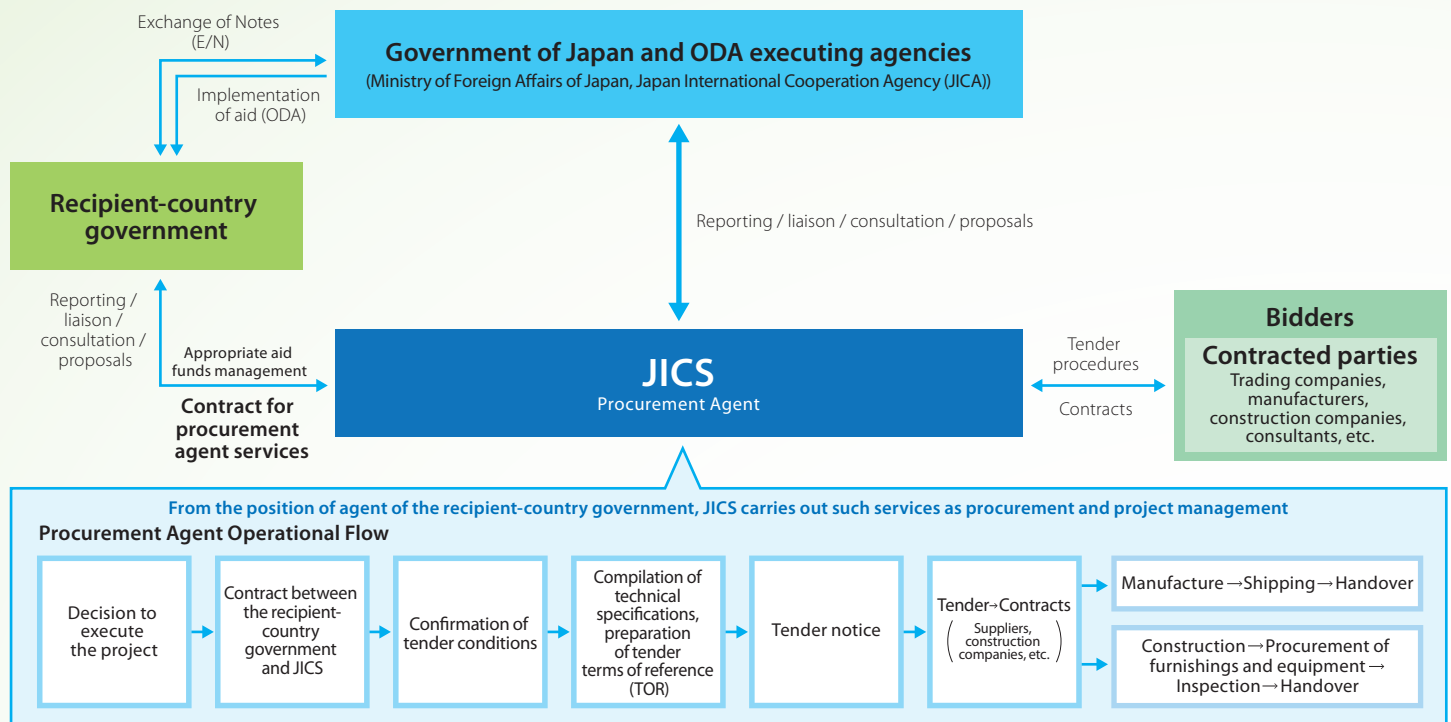 Exchange of Notes
(E/N)
Implementation
of aid (ODA)
Government of Japan and ODA executing agencies
(Ministry of Foreign Affairs of Japan, Japan International Cooperation Agency (JICA))
Recipient-country
government
Reporting / liaison / consultation / proposals
Reporting /
liaison /
consultation /
proposals
Appropriate aid
funds management
Contract for
procurement
agent services
JICS
Procurement Agent
Tender
procedures
Contracts
Bidders
Contracted parties
Trading companies,
manufacturers,
construction companies,
consultants, etc.
From the position of agent of the recipient-country government, JICS carries out such services as procurement and project management
Procurement Agent Operational Flow
Decision to
execute
the project
Contract between
the recipient-
country
government
and JICS
Confirmation of
tender conditions
Compilation of
technical
specifications,
preparation
of tender
terms of reference
(TOR)
Tender notice
Tender→Contracts
(Suppliers,
construction
companies, etc.)
Manufacture→Shipping→Handover
Construction→Procurement of
furnishings and equipment→
Inspection→Handover